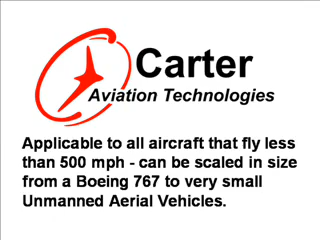 Carter
Aviation Technologies
Applicable to all aircraft that fly less
than 500 mph - can be scaled in size
from a Boeing 767 to very small
Unmanned Aerial Vehicles.